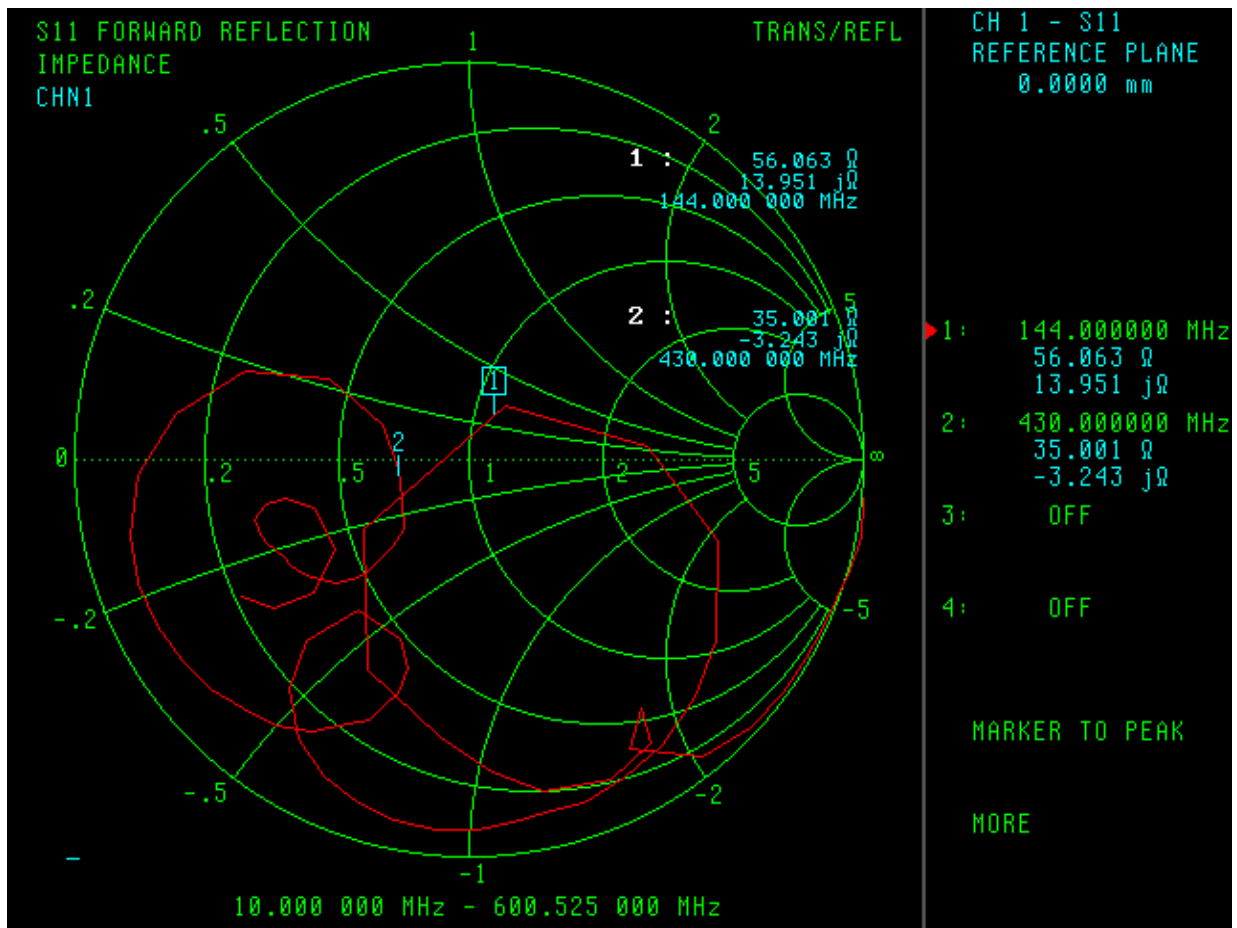 S11 FORWARD REFLECTION
IMPEDANCE
CHN1
TRANS/REFL
1
.5
2
.2
5
0
.2
.5
1
2
5
∞
-.2
-5
-.5
-2
-1
1 :
56.063 Ω
13.951 jΩ
144.000 000 MHz
2 :
35.001 Ω
-3.243 jΩ
430.000 000 MHz
1
2
10.000 000 MHz - 600.525 000 MHz
CH 1 - S11
REFERENCE PLANE
0.0000 mm
1: 144.000000 MHz
56.063 Ω
13.951 jΩ
2: 430.000000 MHz
35.001 Ω
-3.243 jΩ
3: OFF
4: OFF
MARKER TO PEAK
MORE